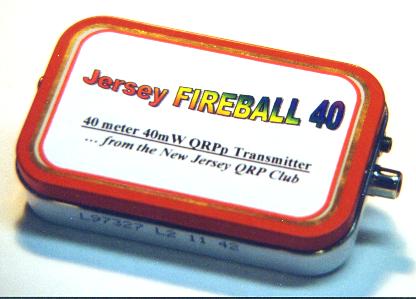 Jersey FIREBALL 40
40 meter 40mW QRPp Transmitter
... from the New Jersey QRP Club
L97327 L2 11 42